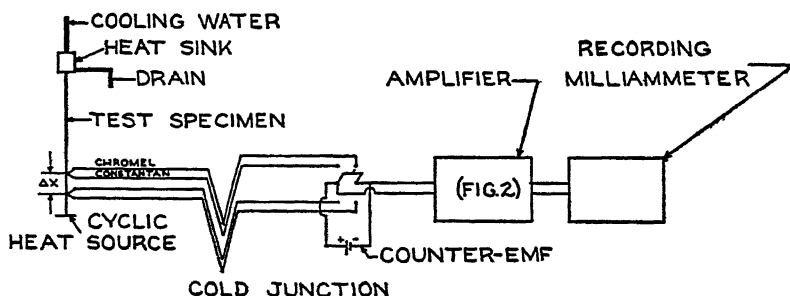 COOLING WATER
HEAT SINK
DRAIN
TEST SPECIMEN
CHROMEL
CONSTANTAN
ΔX
CYCLIC
HEAT SOURCE
COLD JUNCTION
+ -
COUNTER-EMF
AMPLIFIER
(FIG.2)
RECORDING
MILLIAMMETER